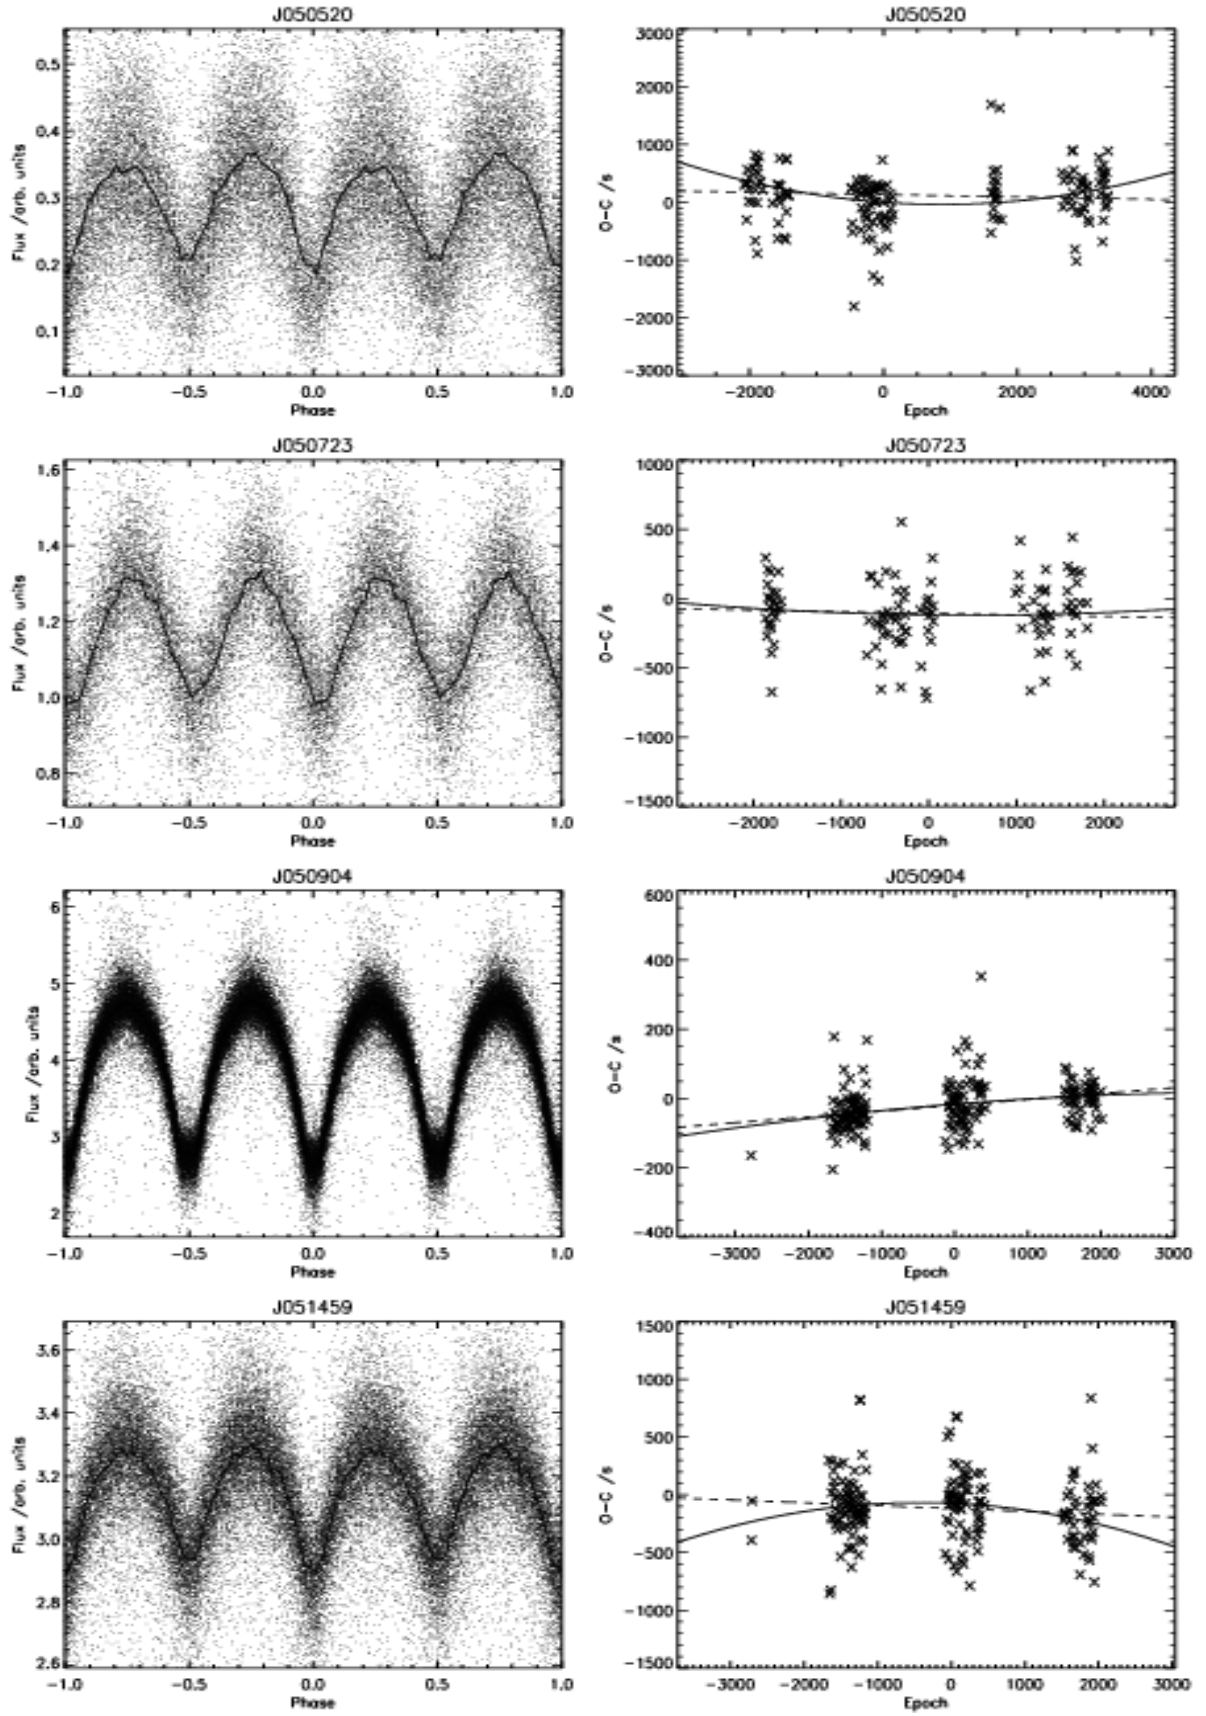 J050520 J050520
0.5 0.4 0.3 0.2 0.1
Flux /arb. units
-1.0 -0.5 0.0 0.5 1.0
Phase
3000 2000 1000 0 -1000 -2000 -3000
O-C /s
-2000 0 2000 4000
Epoch
J050723 J050723
1.6 1.4 1.2 1.0 0.8
Flux /arb. units
-1.0 -0.5 0.0 0.5 1.0
Phase
1000 500 0 -500 -1000 -1500
O-C /s
-2000 -1000 0 1000 2000
Epoch
J050904 J050904
6 5 4 3 2
Flux /arb. units
-1.0 -0.5 0.0 0.5 1.0
Phase
600 400 200 0 -200 -400
O-C /s
-3000 -2000 -1000 0 1000 2000 3000
Epoch
J051459 J051459
3.6 3.4 3.2 3.0 2.8 2.6
Flux /arb. units
-1.0 -0.5 0.0 0.5 1.0
Phase
1500 1000 500 0 -500 -1000 -1500
O-C /s
-3000 -2000 -1000 0 1000 2000 3000
Epoch